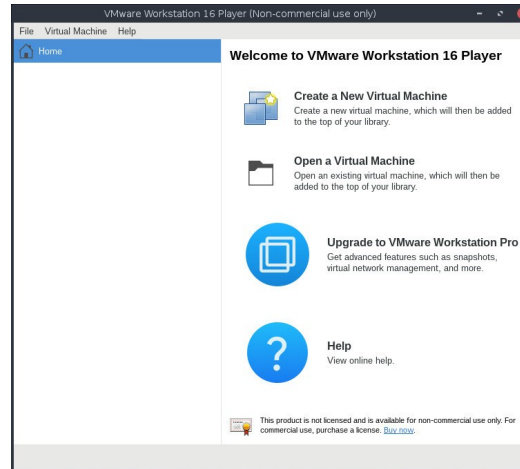 VMware Workstation 16 Player (Non-commercial use only)
File Virtual Machine Help
Home
Welcome to VMware Workstation 16 Player
Create a New Virtual Machine
Create a new virtual machine, which will then be added
to the top of your library.
Open a Virtual Machine
Open an existing virtual machine, which will then be
added to the top of your library.
Upgrade to VMware Workstation Pro
Get advanced features such as snapshots,
virtual network management, and more.
Help
View online help.
This product is not licensed and is available for non-commercial use only. For
commercial use, purchase a license. Buy now.